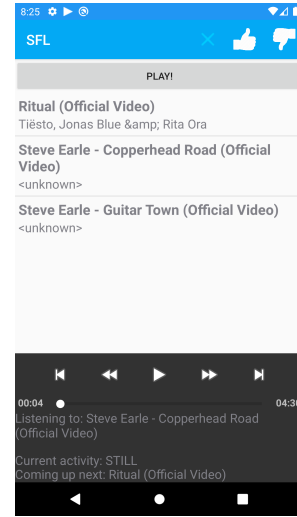 8:25
SFL
PLAY!
Ritual (Official Video)
Tiësto, Jonas Blue &amp; Rita Ora
Steve Earle - Copperhead Road (Official
Video)
<unknown>
Steve Earle - Guitar Town (Official Video)
<unknown>
00:04
04:30
Listening to: Steve Earle - Copperhead Road
(Official Video)
Current activity: STILL
Coming up next: Ritual (Official Video)